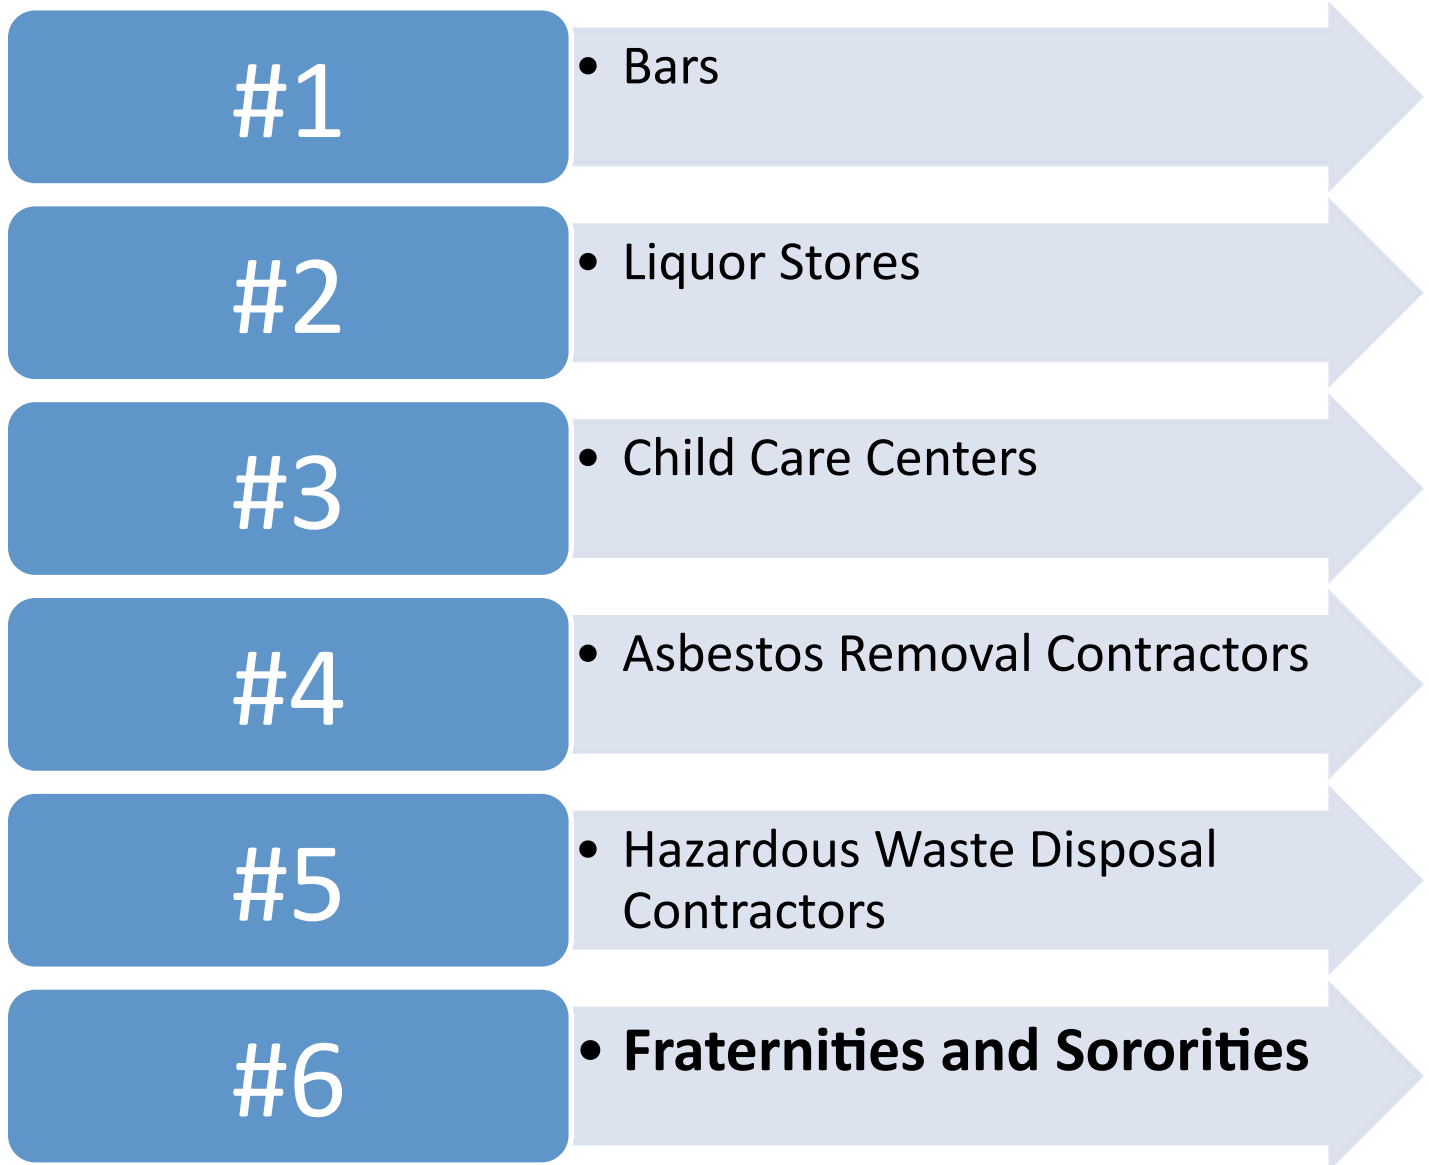 #1
• Bars
#2
• Liquor Stores
#3
• Child Care Centers
#4
• Asbestos Removal Contractors
#5
• Hazardous Waste Disposal
Contractors
#6
• Fraternities and Sororities